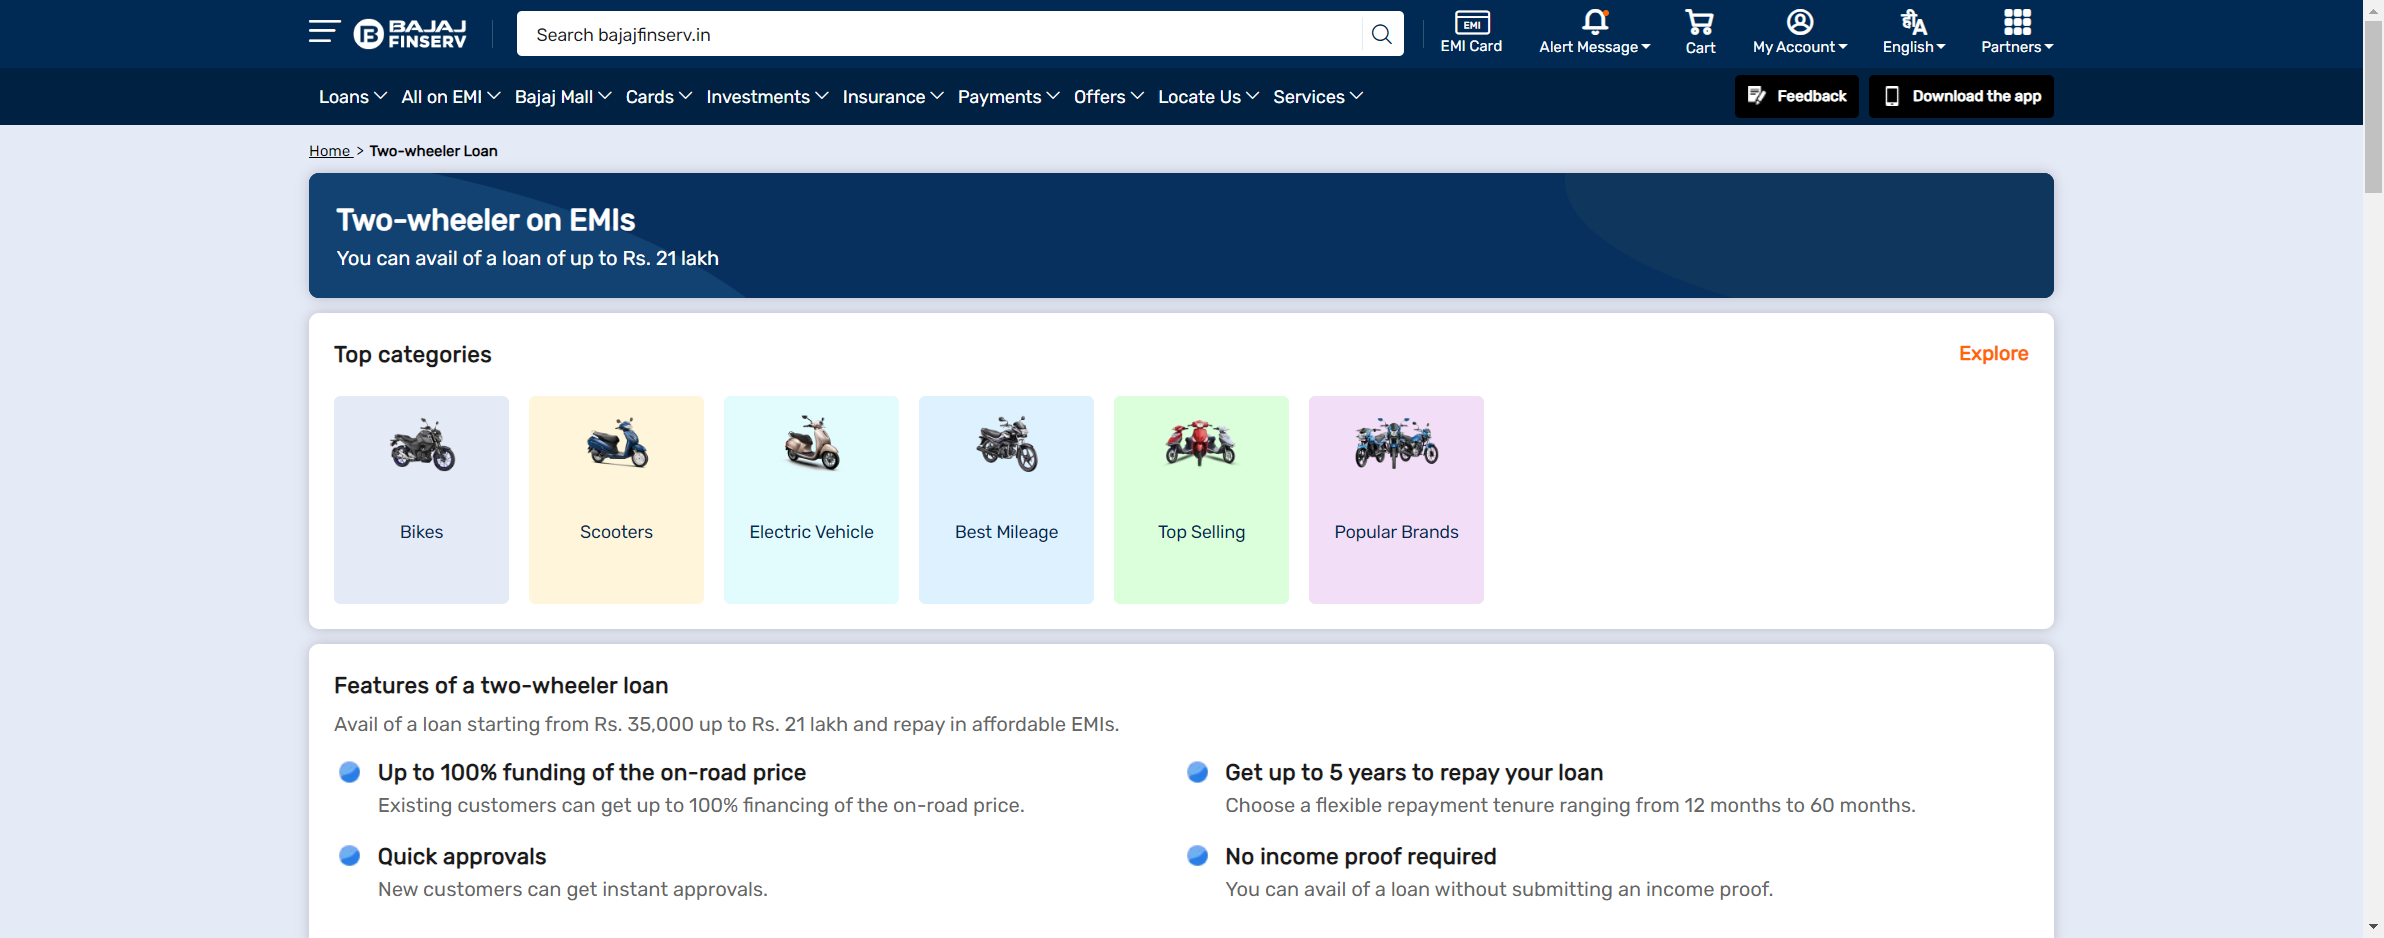 BAJAJ
FINSERV
Search bajajfinserv.in
EMI
EMI Card
Alert Message
Cart
My Account
हीA
English
Partners
Loans
All on EMI
Bajaj Mall
Cards
Investments
Insurance
Payments
Offers
Locate Us
Services
Feedback
Download the app
Home > Two-wheeler Loan
Two-wheeler on EMIs
You can avail of a loan of up to Rs. 21 lakh
Top categories
Explore
Bikes
Scooters
Electric Vehicle
Best Mileage
Top Selling
Popular Brands
Features of a two-wheeler loan
Avail of a loan starting from Rs. 35,000 up to Rs. 21 lakh and repay in affordable EMIs.
Up to 100% funding of the on-road price
Existing customers can get up to 100% financing of the on-road price.
Get up to 5 years to repay your loan
Choose a flexible repayment tenure ranging from 12 months to 60 months.
Quick approvals
New customers can get instant approvals.
No income proof required
You can avail of a loan without submitting an income proof.